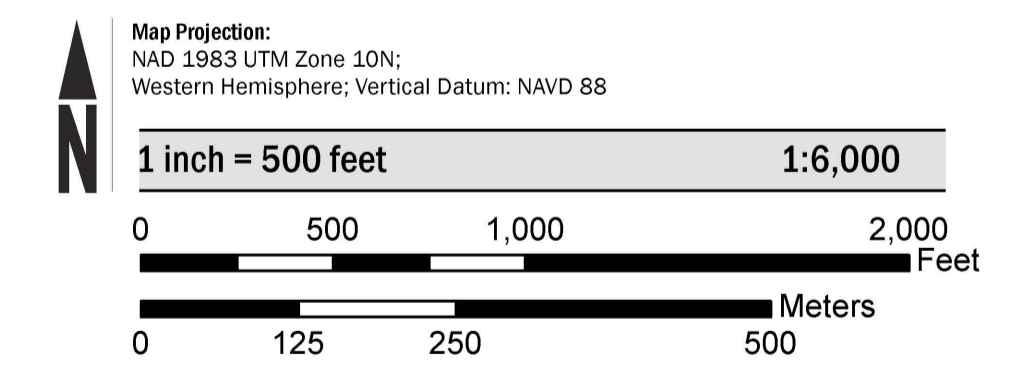 Map Projection:
NAD 1983 UTM Zone 10N;
Western Hemisphere; Vertical Datum: NAVD 88
N
1 inch = 500 feet 1:6,000
0 500 1,000 2,000
Feet
Meters
0 125 250 500